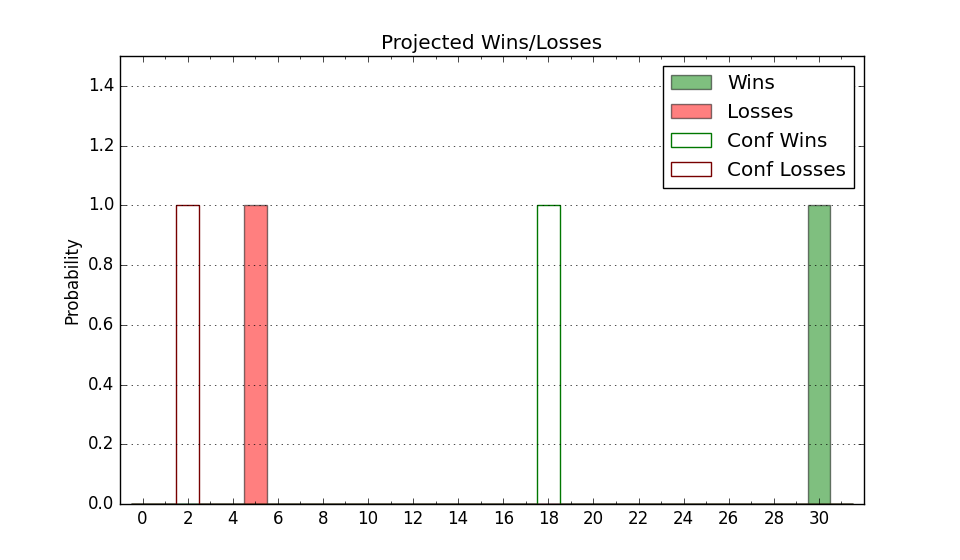 Projected Wins/Losses
Wins
Losses
Conf Wins
Conf Losses
Probability
1.4
1.2
1.0
0.8
0.6
0.4
0.2
0.0
0 2 4 6 8 10 12 14 16 18 20 22 24 26 28 30